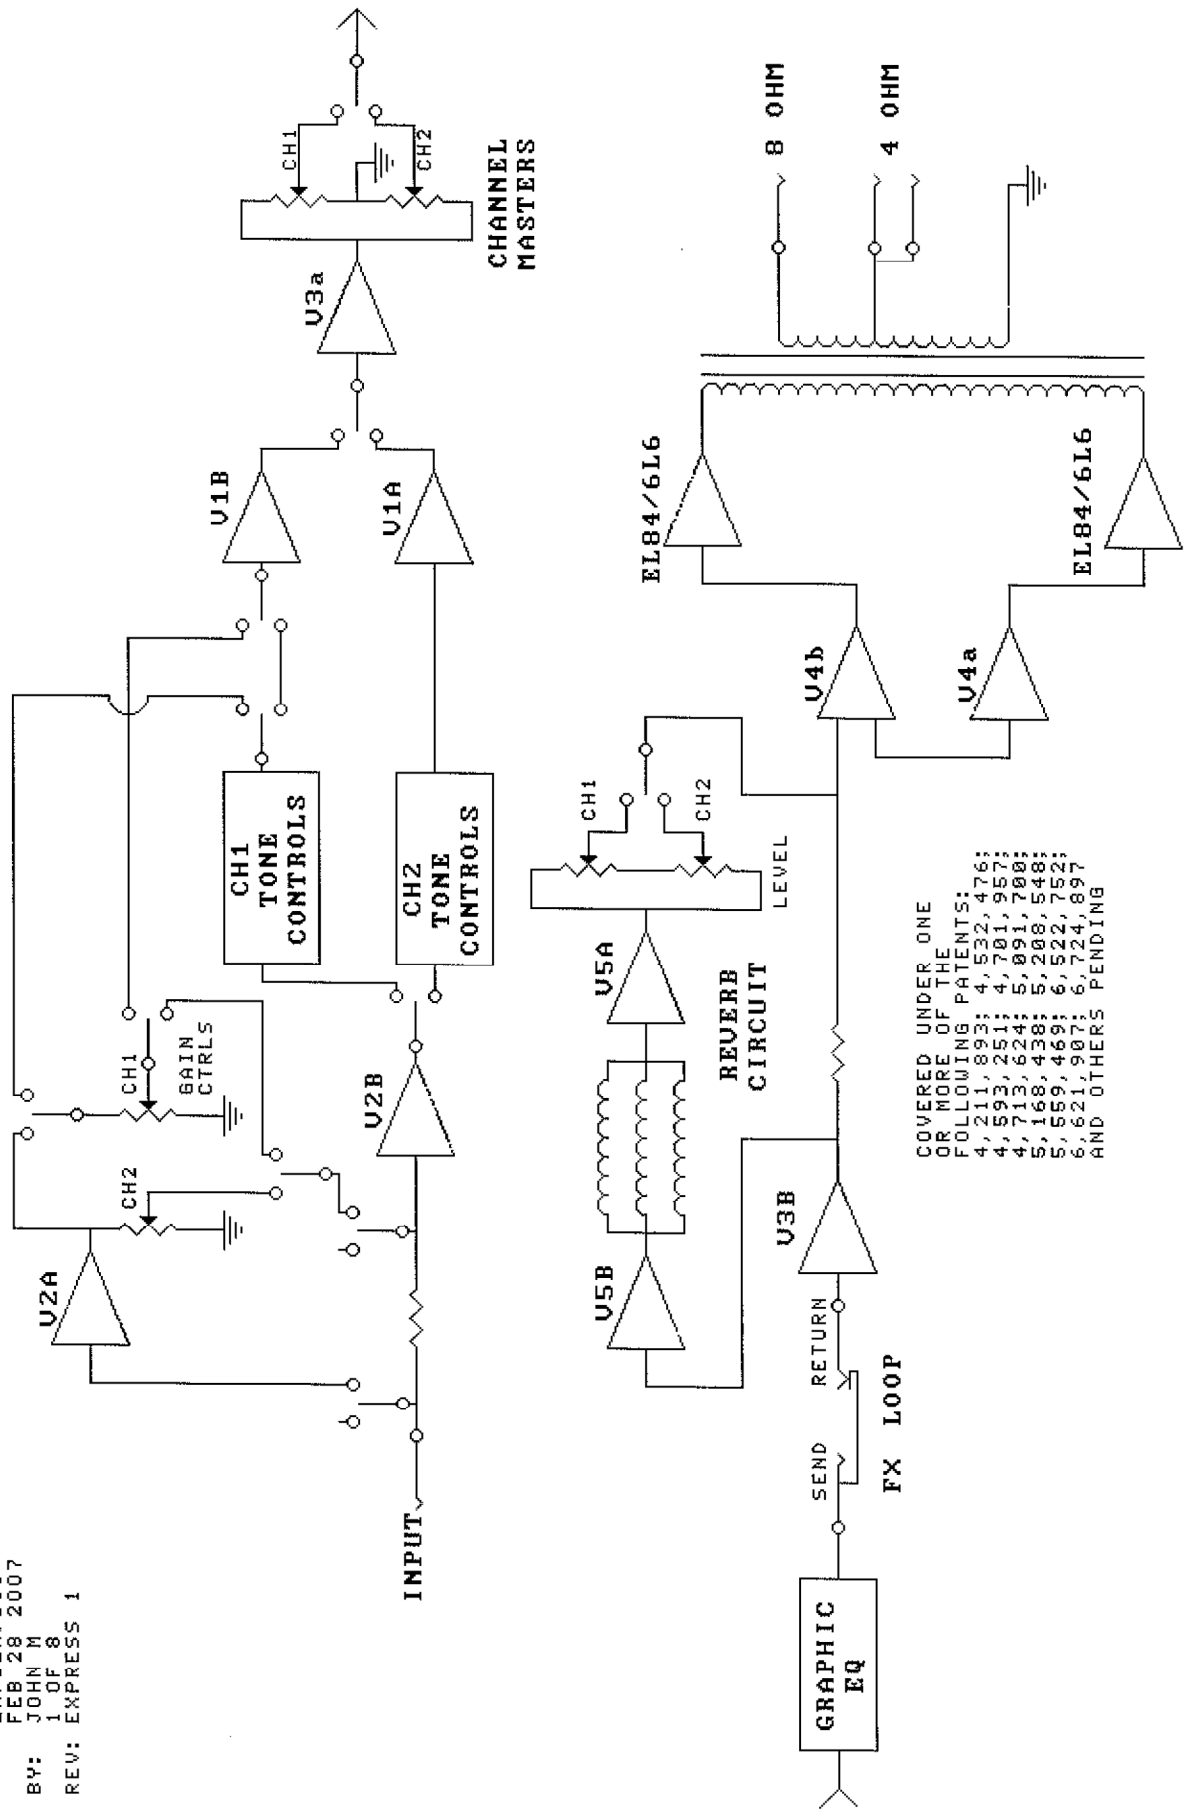 FEB 28 2007
BY: JOHN M
1 OF 8
REV: EXPRESS 1
INPUT
V2A
CH2
CH1
GAIN
CTRLS
V2B
CH1
TONE
CONTROLS
CH2
TONE
CONTROLS
V1B
V1A
V3a
CH1
CH2
CHANNEL
MASTERS
GRAPHIC
EQ
SEND
RETURN
FX LOOP
V3B
V5B
V5A
REVERB
CIRCUIT
CH1
CH2
LEVEL
V4b
V4a
EL84/6L6
EL84/6L6
8 OHM
4 OHM
COVERED UNDER ONE
OR MORE OF THE
FOLLOWING PATENTS:
4,211,893; 4,532,476;
4,593,251; 4,701,957;
4,713,624; 5,091,700;
5,168,438; 5,208,548;
5,559,469; 6,522,752;
6,621,907; 6,724,897
AND OTHERS PENDING